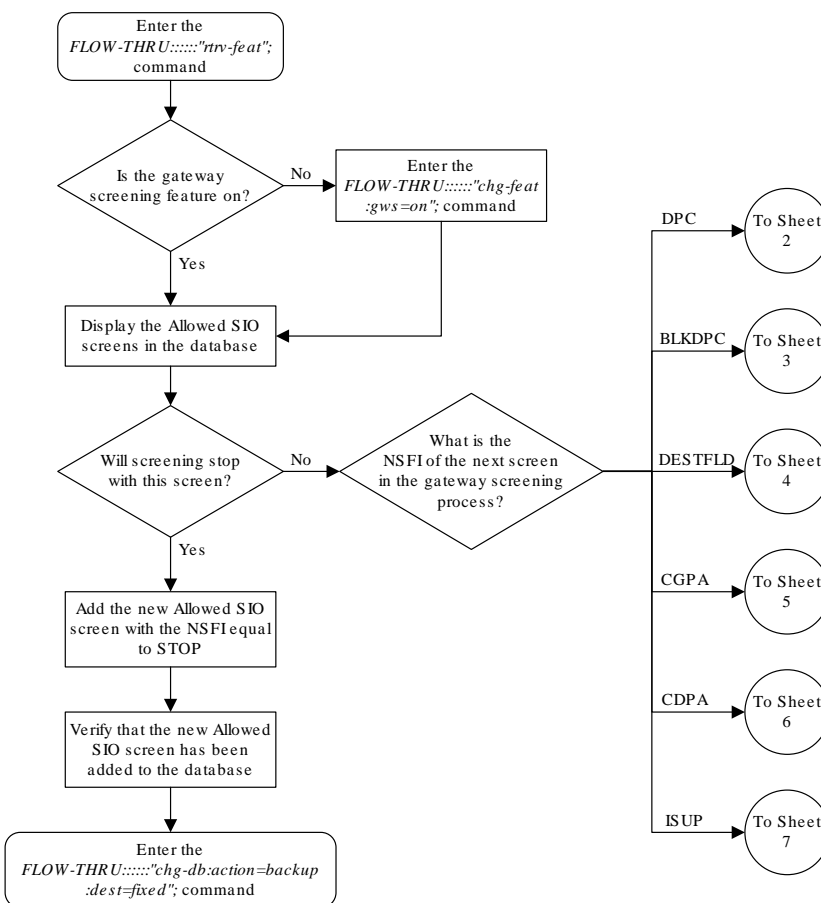 Enter the
FLOW-THRU::::::"rtrv-feat";
command
Is the gateway
screening feature on?
No
Enter the
FLOW-THRU::::::"chg-feat
:gws=on"; command
Yes
Display the Allowed SIO
screens in the database
Will screening stop
with this screen?
No
What is the
NSFI of the next screen
in the gateway screening
process?
Yes
Add the new Allowed SIO
screen with the NSFI equal
to STOP
Verify that the new Allowed
SIO screen has been
added to the database
Enter the
FLOW-THRU::::::"chg-db:action=backup
:dest=fixed"; command
DPC
To Sheet
2
BLKDPC
To Sheet
3
DESTFLD
To Sheet
4
CGPA
To Sheet
5
CDPA
To Sheet
6
ISUP
To Sheet
7